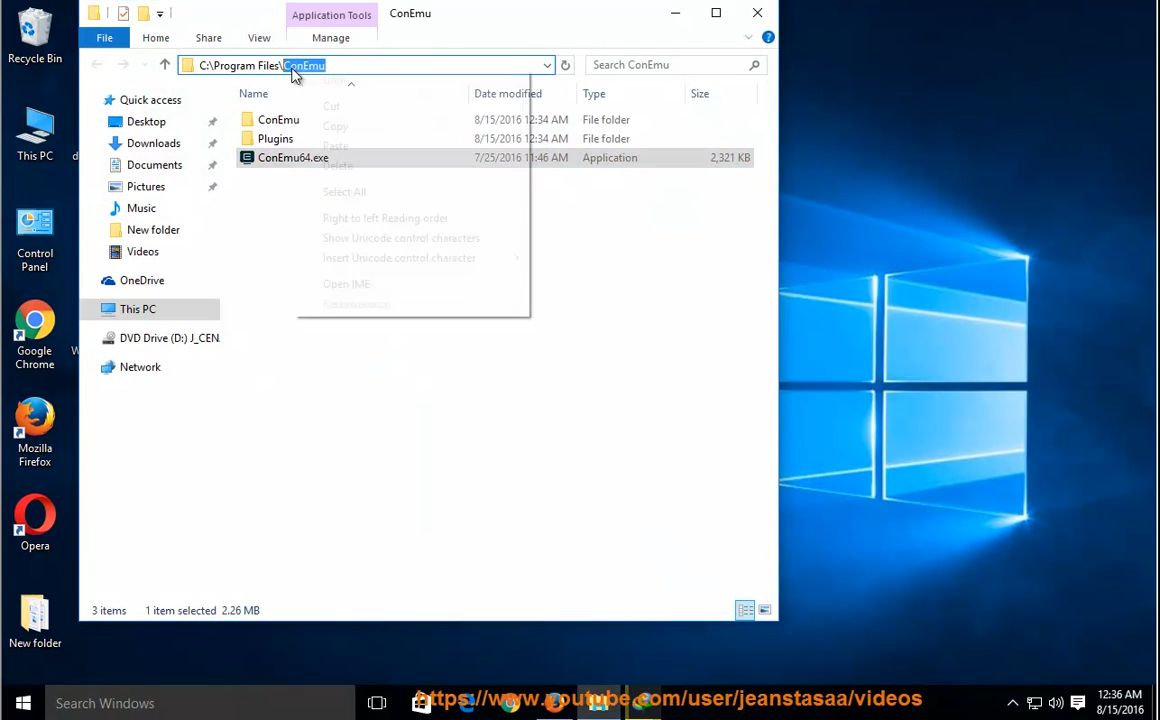 Recycle Bin
This PC
Control
Panel
Google
Chrome
Mozilla
Firefox
Opera
New folder
Application Tools
ConEmu
File
Home
Share
View
Manage
C:\Program Files\ConEmu
Search ConEmu
Quick access
Desktop
Downloads
Documents
Pictures
Music
New folder
Videos
OneDrive
This PC
DVD Drive (D:) J_CEN
Network
Name
Date modified
Type
Size
ConEmu
8/15/2016 12:34 AM
File folder
Plugins
8/15/2016 12:34 AM
File folder
ConEmu64.exe
7/25/2016 11:46 AM
Application
2,321 KB
Undo
Cut
Copy
Paste
Delete
Select All
Right to left Reading order
Show Unicode control characters
Insert Unicode control character
Open IME
3 items
1 item selected 2.26 MB
Search Windows
https://www.youtube.com/user/jeanstasaa/videos
12:36 AM
8/15/2016